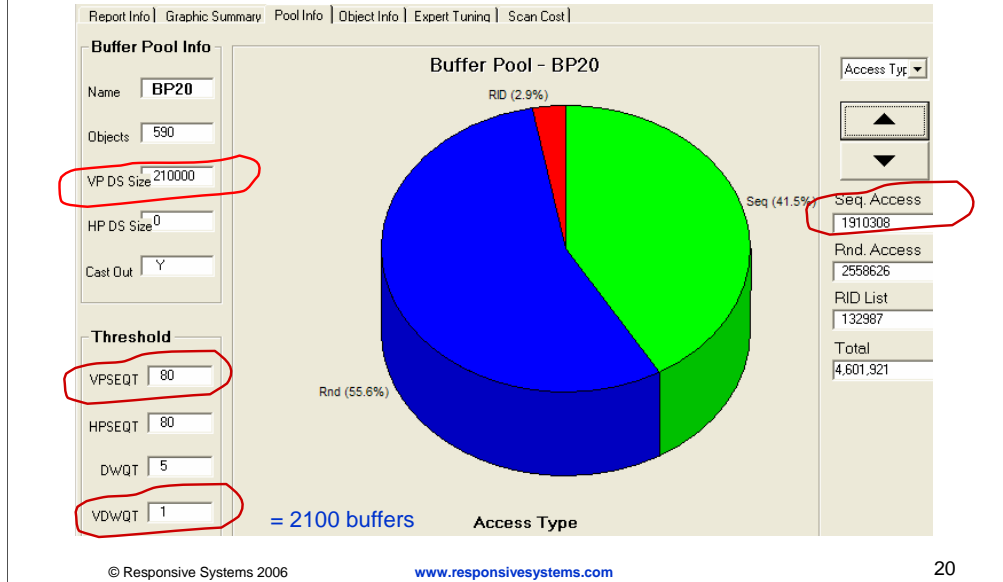 Report Info Graphic Summary Pool Info Object Info Expert Tuning Scan Cost
Buffer Pool Info
Name BP20
Objects 590
VP DS Size 210000
HP DS Size 0
Cast Out Y
Threshold
VPSEQT 80
HPSEQT 80
DWQT 5
VDWQT 1
= 2100 buffers
Buffer Pool - BP20
RID (2.9%)
Seq (41.5%)
Rnd (55.6%)
Access Type
Access Typ
Seq. Access
1910308
Rnd. Access
2558626
RID List
132987
Total
4,601,921
© Responsive Systems 2006 www.responsivesystems.com 20